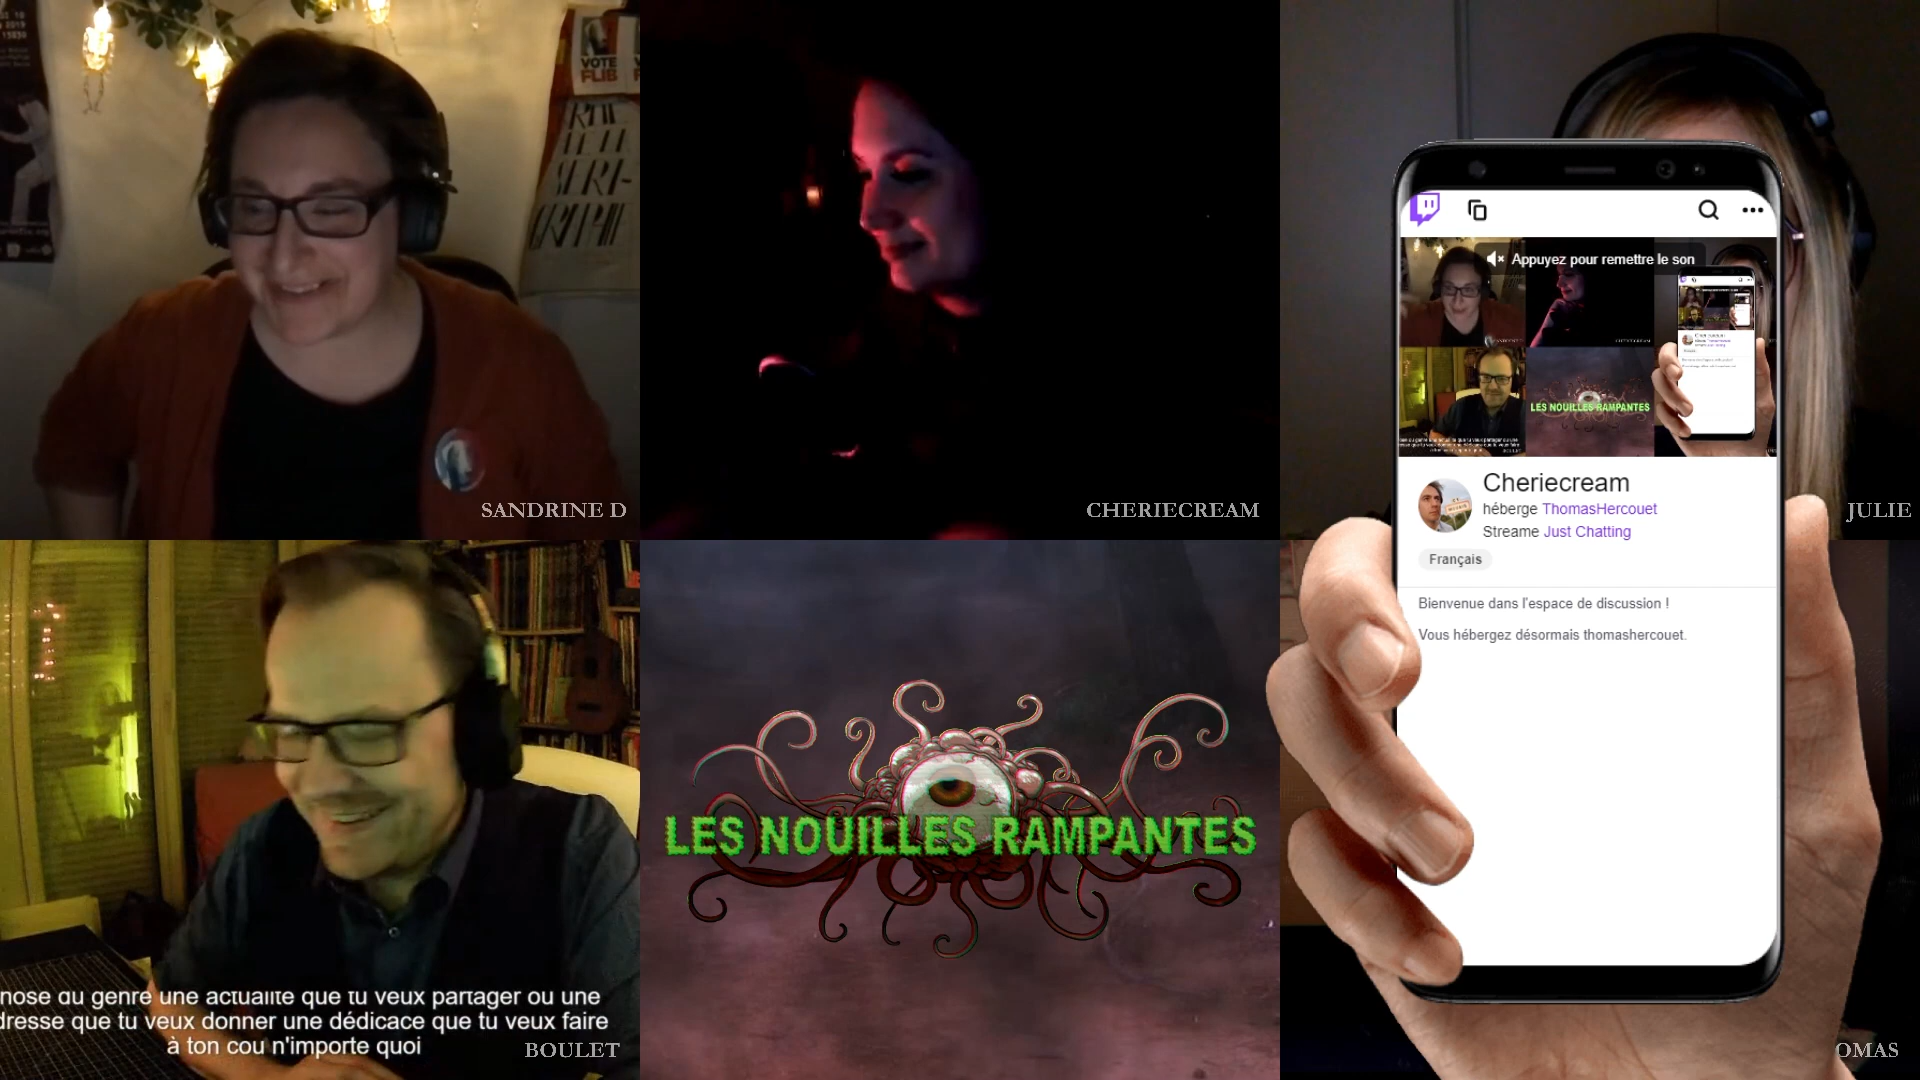 VOTE
FLIB
SANDRINE D
CHERIECREAM
JULIE
Appuyez pour remettre le son
LES NOUILLES RAMPANTES
Cheriecream
héberge ThomasHercouet
Streame Just Chatting
Français
Bienvenue dans l'espace de discussion !
Vous hébergez désormais thomashercouet.
LES NOUILLES RAMPANTES
nose du genre une actualité que tu veux partager ou une
dresse que tu veux donner une dédicace que tu veux faire
à ton cou n'importe quoi
BOULET
OMAS